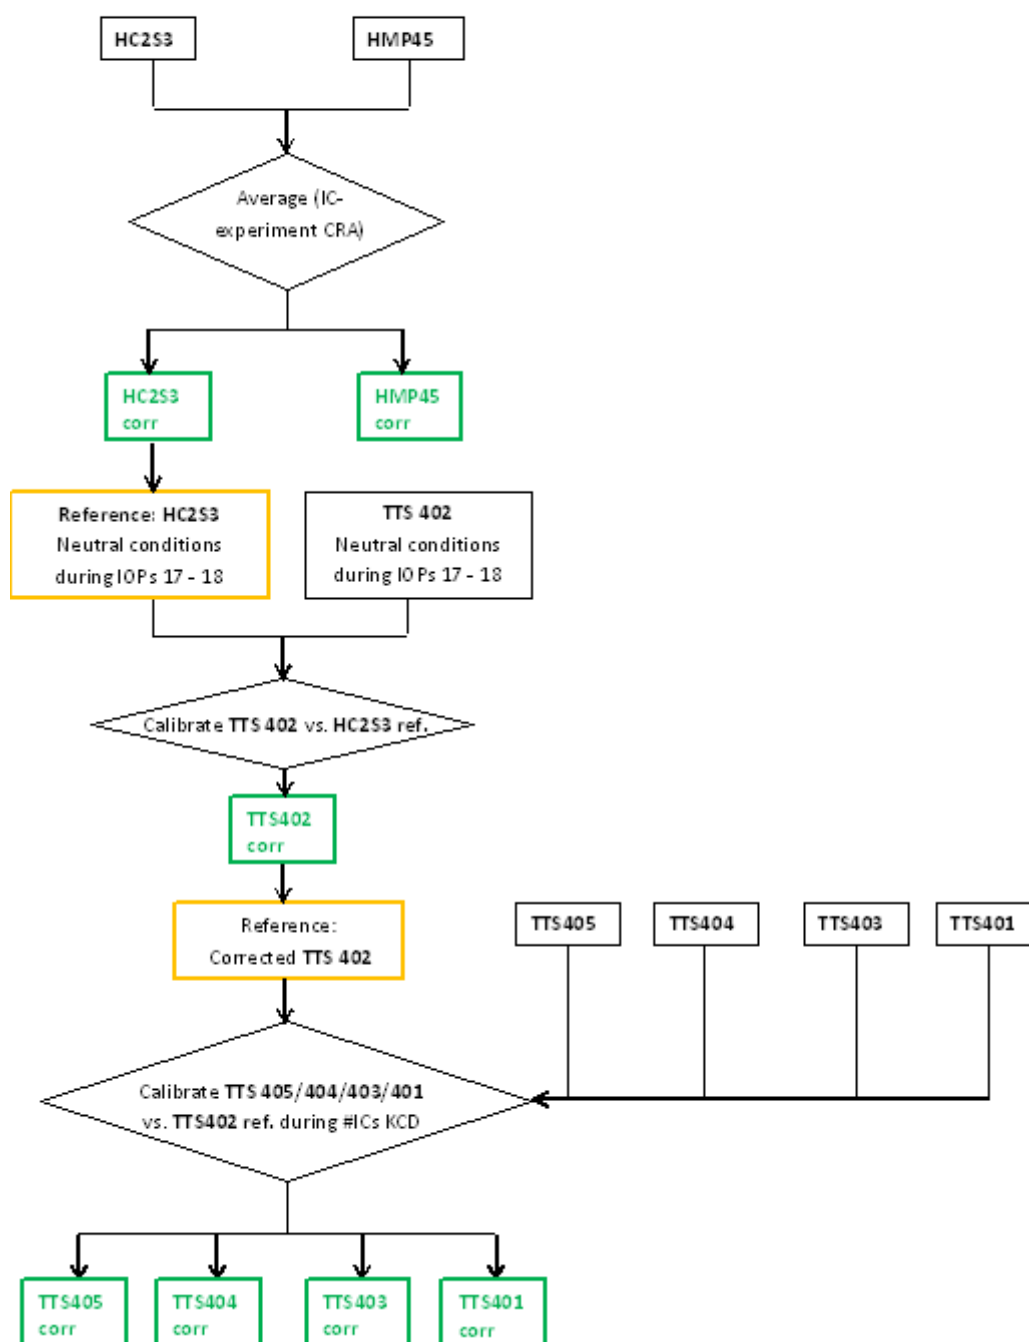 HC2S3
HMP45
Average (IC-
experiment CRA)
HC2S3
corr
HMP45
corr
Reference: HC2S3
Neutral conditions
during IOPs 17 - 18
TTS 402
Neutral conditions
during IOPs 17 - 18
Calibrate TTS 402 vs. HC2S3 ref.
TTS402
corr
Reference:
Corrected TTS 402
TTS405
TTS404
TTS403
TTS401
Calibrate TTS 405/404/403/401
vs. TTS402 ref. during #ICs KCD
TTS405
corr
TTS404
corr
TTS403
corr
TTS401
corr